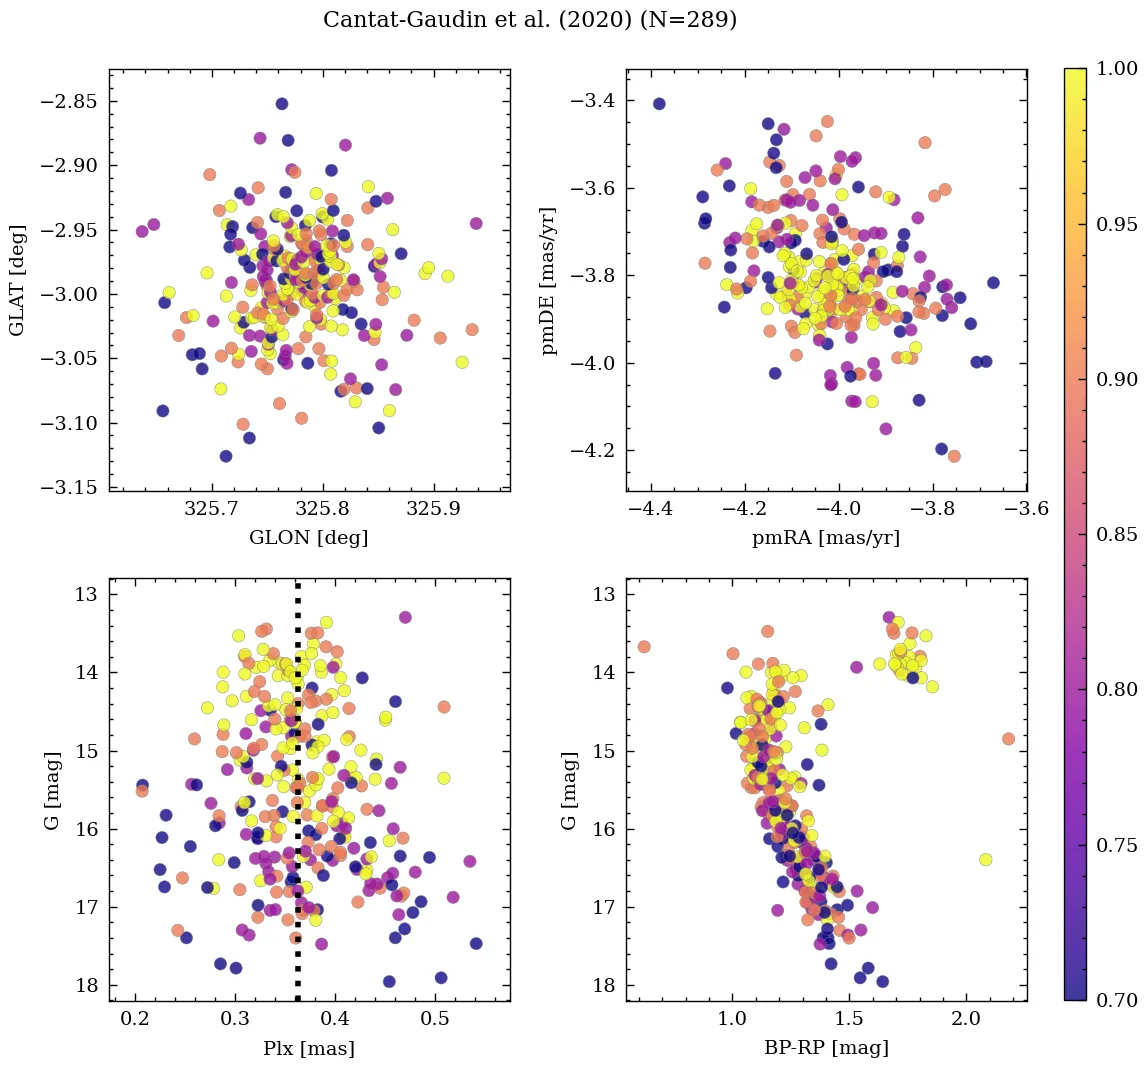 Cantat-Gaudin et al. (2020) (N=289)
−2.85
−2.90
−2.95
−3.00
−3.05
−3.10
−3.15
GLAT [deg]
325.7 325.8 325.9
GLON [deg]
−3.4
−3.6
−3.8
−4.0
−4.2
pmDE [mas/yr]
−4.4 −4.2 −4.0 −3.8 −3.6
pmRA [mas/yr]
13
14
15
16
17
18
G [mag]
0.2 0.3 0.4 0.5
Plx [mas]
13
14
15
16
17
18
G [mag]
1.0 1.5 2.0
BP-RP [mag]
1.00
0.95
0.90
0.85
0.80
0.75
0.70